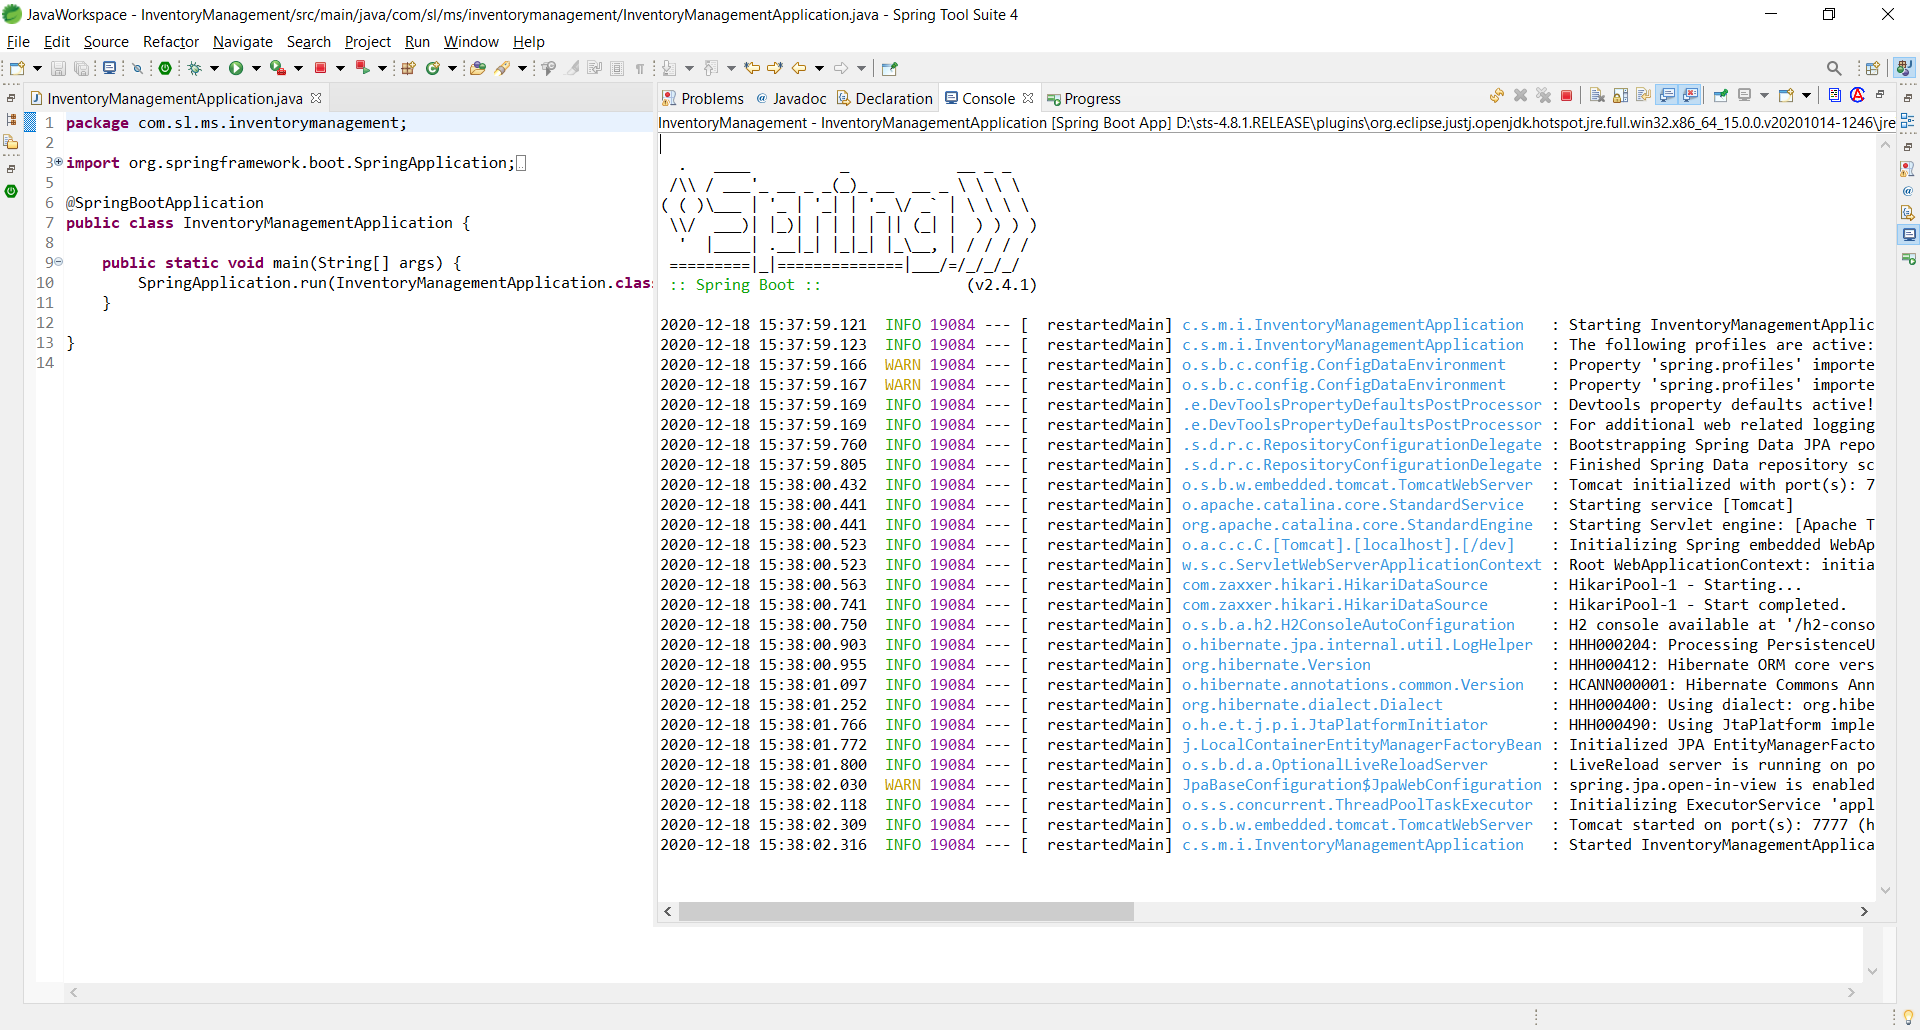 JavaWorkspace - InventoryManagement/src/main/java/com/sl/ms/inventorymanagement/InventoryManagementApplication.java - Spring Tool Suite 4
File Edit Source Refactor Navigate Search Project Run Window Help
InventoryManagementApplication.java
1 package com.sl.ms.inventorymanagement;
2
3 import org.springframework.boot.SpringApplication;
5
6 @SpringBootApplication
7 public class InventoryManagementApplication {
8
9 public static void main(String[] args) {
10 SpringApplication.run(InventoryManagementApplication.clas
11 }
12
13 }
14
Problems @ Javadoc Declaration Console Progress
InventoryManagement - InventoryManagementApplication [Spring Boot App] D:\sts-4.8.1.RELEASE\plugins\org.eclipse.justj.openjdk.hotspot.jre.full.win32.x86_64_15.0.0.v20201014-1246\jre
  .   ____          _            __ _ _
 /\\ / ___'_ __ _ _(_)_ __  __ _ \ \ \ \
( ( )\___ | '_ | '_| | '_ \/ _` | \ \ \ \
 \\/  ___)| |_)| | | | | || (_| |  ) ) ) )
  '  |____| .__|_| |_|_| |_\__, | / / / /
 =========|_|==============|___/=/_/_/_/
 :: Spring Boot :: (v2.4.1)
2020-12-18 15:37:59.121 INFO 19084 --- [ restartedMain] c.s.m.i.InventoryManagementApplication : Starting InventoryManagementApplic
2020-12-18 15:37:59.123 INFO 19084 --- [ restartedMain] c.s.m.i.InventoryManagementApplication : The following profiles are active:
2020-12-18 15:37:59.166 WARN 19084 --- [ restartedMain] o.s.b.c.config.ConfigDataEnvironment : Property 'spring.profiles' importe
2020-12-18 15:37:59.167 WARN 19084 --- [ restartedMain] o.s.b.c.config.ConfigDataEnvironment : Property 'spring.profiles' importe
2020-12-18 15:37:59.169 INFO 19084 --- [ restartedMain] .e.DevToolsPropertyDefaultsPostProcessor : Devtools property defaults active!
2020-12-18 15:37:59.169 INFO 19084 --- [ restartedMain] .e.DevToolsPropertyDefaultsPostProcessor : For additional web related logging
2020-12-18 15:37:59.760 INFO 19084 --- [ restartedMain] .s.d.r.c.RepositoryConfigurationDelegate : Bootstrapping Spring Data JPA repo
2020-12-18 15:37:59.805 INFO 19084 --- [ restartedMain] .s.d.r.c.RepositoryConfigurationDelegate : Finished Spring Data repository sc
2020-12-18 15:38:00.432 INFO 19084 --- [ restartedMain] o.s.b.w.embedded.tomcat.TomcatWebServer : Tomcat initialized with port(s): 7
2020-12-18 15:38:00.441 INFO 19084 --- [ restartedMain] o.apache.catalina.core.StandardService : Starting service [Tomcat]
2020-12-18 15:38:00.441 INFO 19084 --- [ restartedMain] org.apache.catalina.core.StandardEngine : Starting Servlet engine: [Apache T
2020-12-18 15:38:00.523 INFO 19084 --- [ restartedMain] o.a.c.c.C.[Tomcat].[localhost].[/dev] : Initializing Spring embedded WebAp
2020-12-18 15:38:00.523 INFO 19084 --- [ restartedMain] w.s.c.ServletWebServerApplicationContext : Root WebApplicationContext: initia
2020-12-18 15:38:00.563 INFO 19084 --- [ restartedMain] com.zaxxer.hikari.HikariDataSource : HikariPool-1 - Starting...
2020-12-18 15:38:00.741 INFO 19084 --- [ restartedMain] com.zaxxer.hikari.HikariDataSource : HikariPool-1 - Start completed.
2020-12-18 15:38:00.750 INFO 19084 --- [ restartedMain] o.s.b.a.h2.H2ConsoleAutoConfiguration : H2 console available at '/h2-conso
2020-12-18 15:38:00.903 INFO 19084 --- [ restartedMain] o.hibernate.jpa.internal.util.LogHelper : HHH000204: Processing PersistenceU
2020-12-18 15:38:00.955 INFO 19084 --- [ restartedMain] org.hibernate.Version : HHH000412: Hibernate ORM core vers
2020-12-18 15:38:01.097 INFO 19084 --- [ restartedMain] o.hibernate.annotations.common.Version : HCANN000001: Hibernate Commons Ann
2020-12-18 15:38:01.252 INFO 19084 --- [ restartedMain] org.hibernate.dialect.Dialect : HHH000400: Using dialect: org.hibe
2020-12-18 15:38:01.766 INFO 19084 --- [ restartedMain] o.h.e.t.j.p.i.JtaPlatformInitiator : HHH000490: Using JtaPlatform imple
2020-12-18 15:38:01.772 INFO 19084 --- [ restartedMain] j.LocalContainerEntityManagerFactoryBean : Initialized JPA EntityManagerFacto
2020-12-18 15:38:01.800 INFO 19084 --- [ restartedMain] o.s.b.d.a.OptionalLiveReloadServer : LiveReload server is running on po
2020-12-18 15:38:02.030 WARN 19084 --- [ restartedMain] JpaBaseConfiguration$JpaWebConfiguration : spring.jpa.open-in-view is enabled
2020-12-18 15:38:02.118 INFO 19084 --- [ restartedMain] o.s.s.concurrent.ThreadPoolTaskExecutor : Initializing ExecutorService 'appl
2020-12-18 15:38:02.309 INFO 19084 --- [ restartedMain] o.s.b.w.embedded.tomcat.TomcatWebServer : Tomcat started on port(s): 7777 (h
2020-12-18 15:38:02.316 INFO 19084 --- [ restartedMain] c.s.m.i.InventoryManagementApplication : Started InventoryManagementApplica